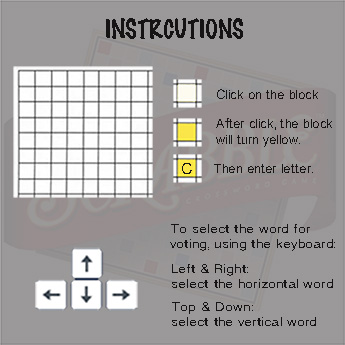 INSTRCUTIONS
Click on the block
After click, the block
will turn yellow.
C
Then enter letter.
To select the word for
voting, using the keyboard:
Left & Right:
select the horizontal word
Top & Down:
select the vertical word